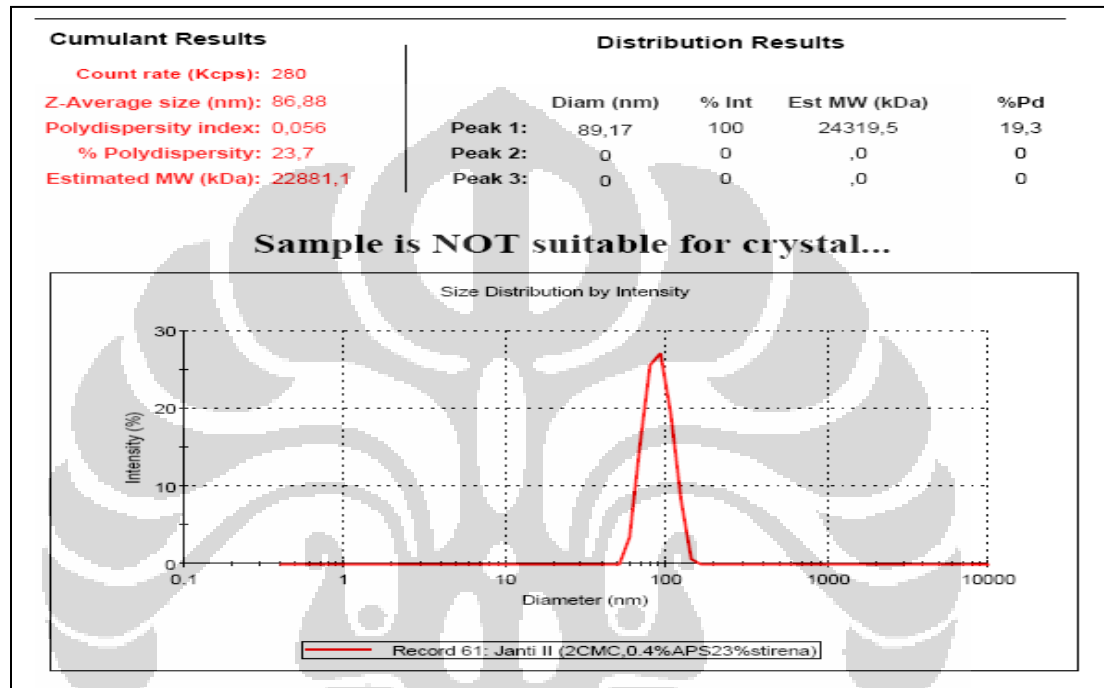 Cumulant Results
Count rate (Kcps): 280
Z-Average size (nm): 86,88
Polydispersity index: 0,056
% Polydispersity: 23,7
Estimated MW (kDa): 22881,1
Distribution Results
Diam (nm) % Int Est MW (kDa) %Pd
Peak 1: 89,17 100 24319,5 19,3
Peak 2: 0 0 ,0 0
Peak 3: 0 0 ,0 0
Sample is NOT suitable for crystal...
Size Distribution by Intensity
Intensity (%)
30
20
10
0
0.1 1 10 100 1000 10000
Diameter (nm)
Record 61: Janti II (2CMC,0.4%APS23%stirena)